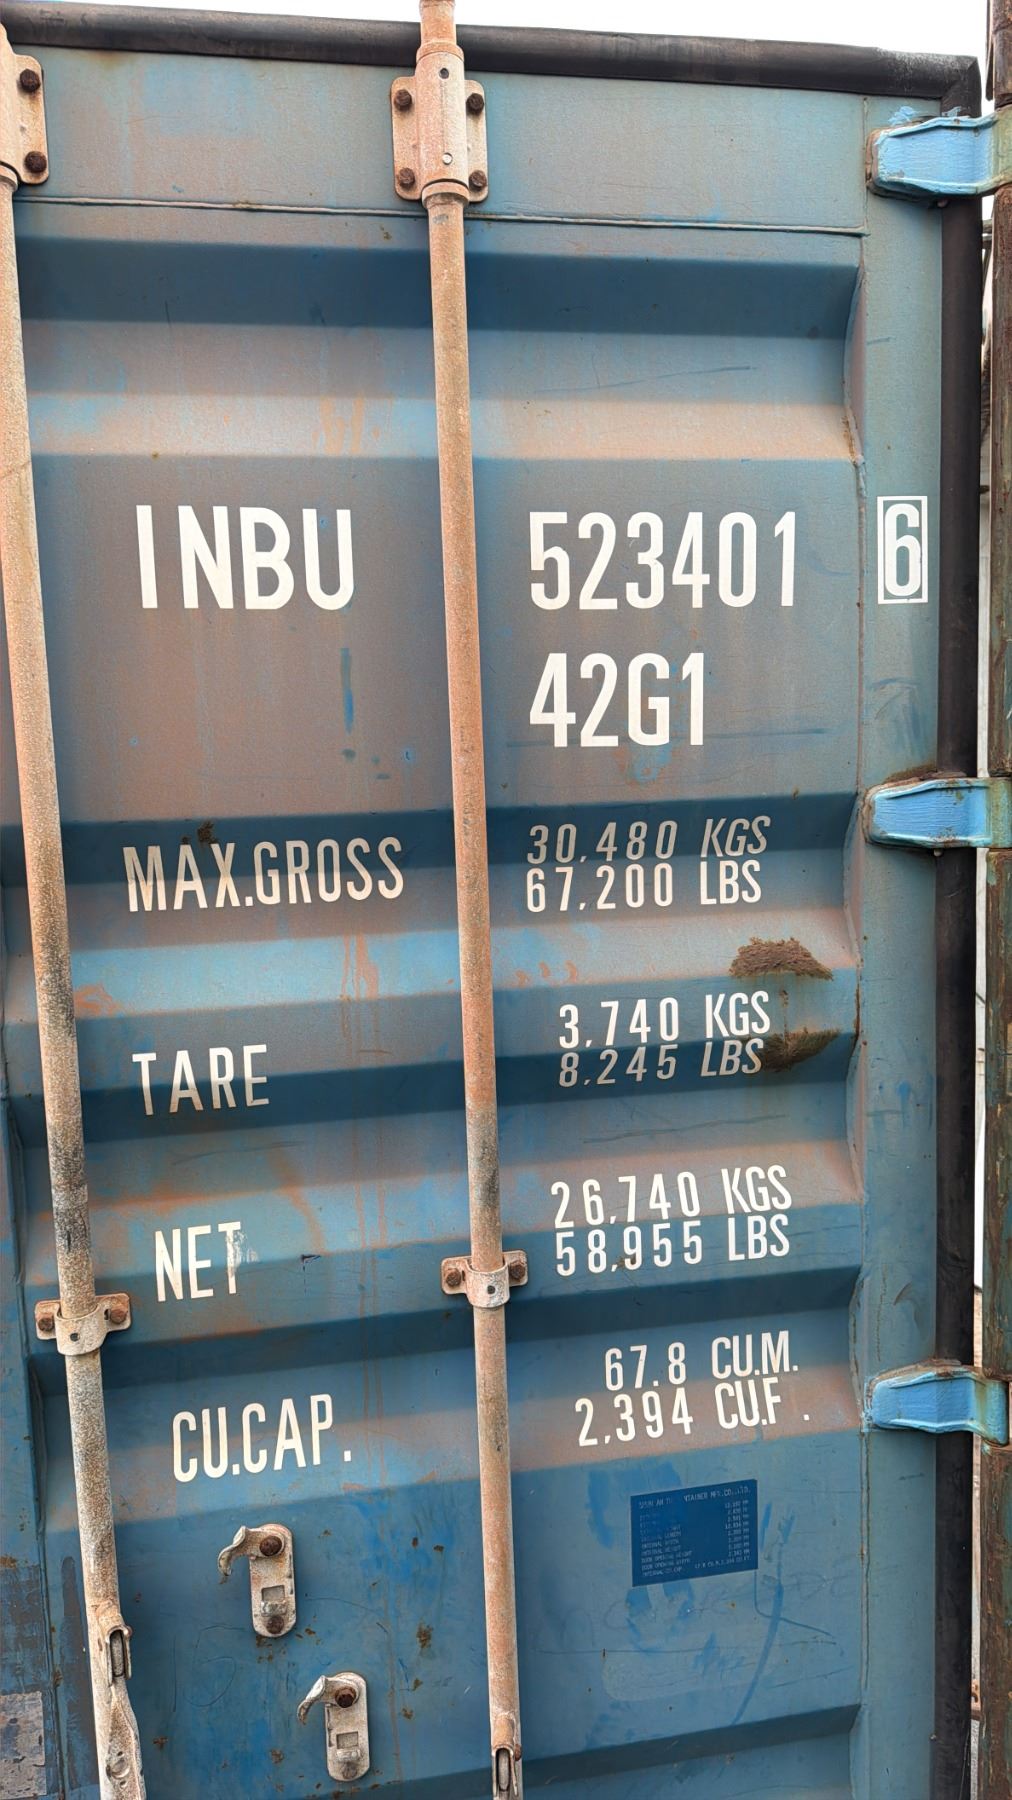 INBU 523401 6
42G1
MAX.GROSS 30,480 KGS
67,200 LBS
TARE 3,740 KGS
8,245 LBS
NET 26,740 KGS
58,955 LBS
CU.CAP. 67.8 CU.M.
2,394 CU.F.